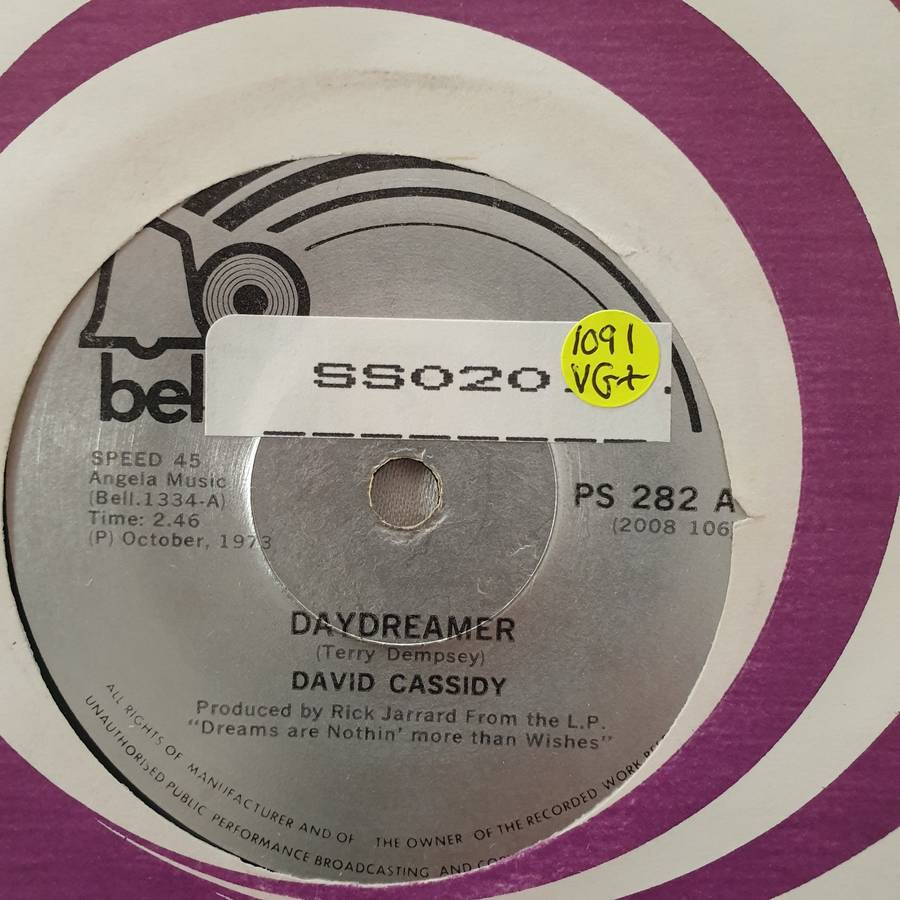 bel
SS020
1091
VG+
SPEED 45
Angela Music
(Bell.1334-A)
Time: 2.46
(P) October, 1973
PS 282 A
(2008 106
DAYDREAMER
(Terry Dempsey)
DAVID CASSIDY
Produced by Rick Jarrard From the L.P.
"Dreams are Nothin' more than Wishes"
ALL RIGHTS OF MANUFACTURER AND OF THE OWNER OF THE RECORDED WORK
UNAUTHORISED PUBLIC PERFORMANCE BROADCASTING AND